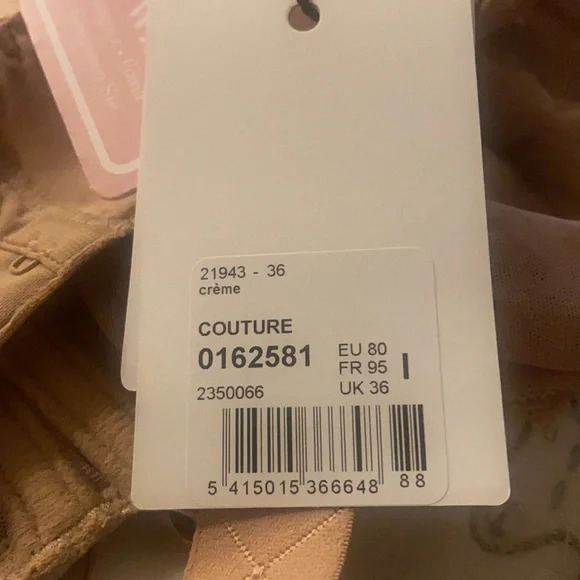 21943 - 36
crème
COUTURE
0162581
EU 80
FR 95 I
UK 36
2350066
5 415015 366648 88